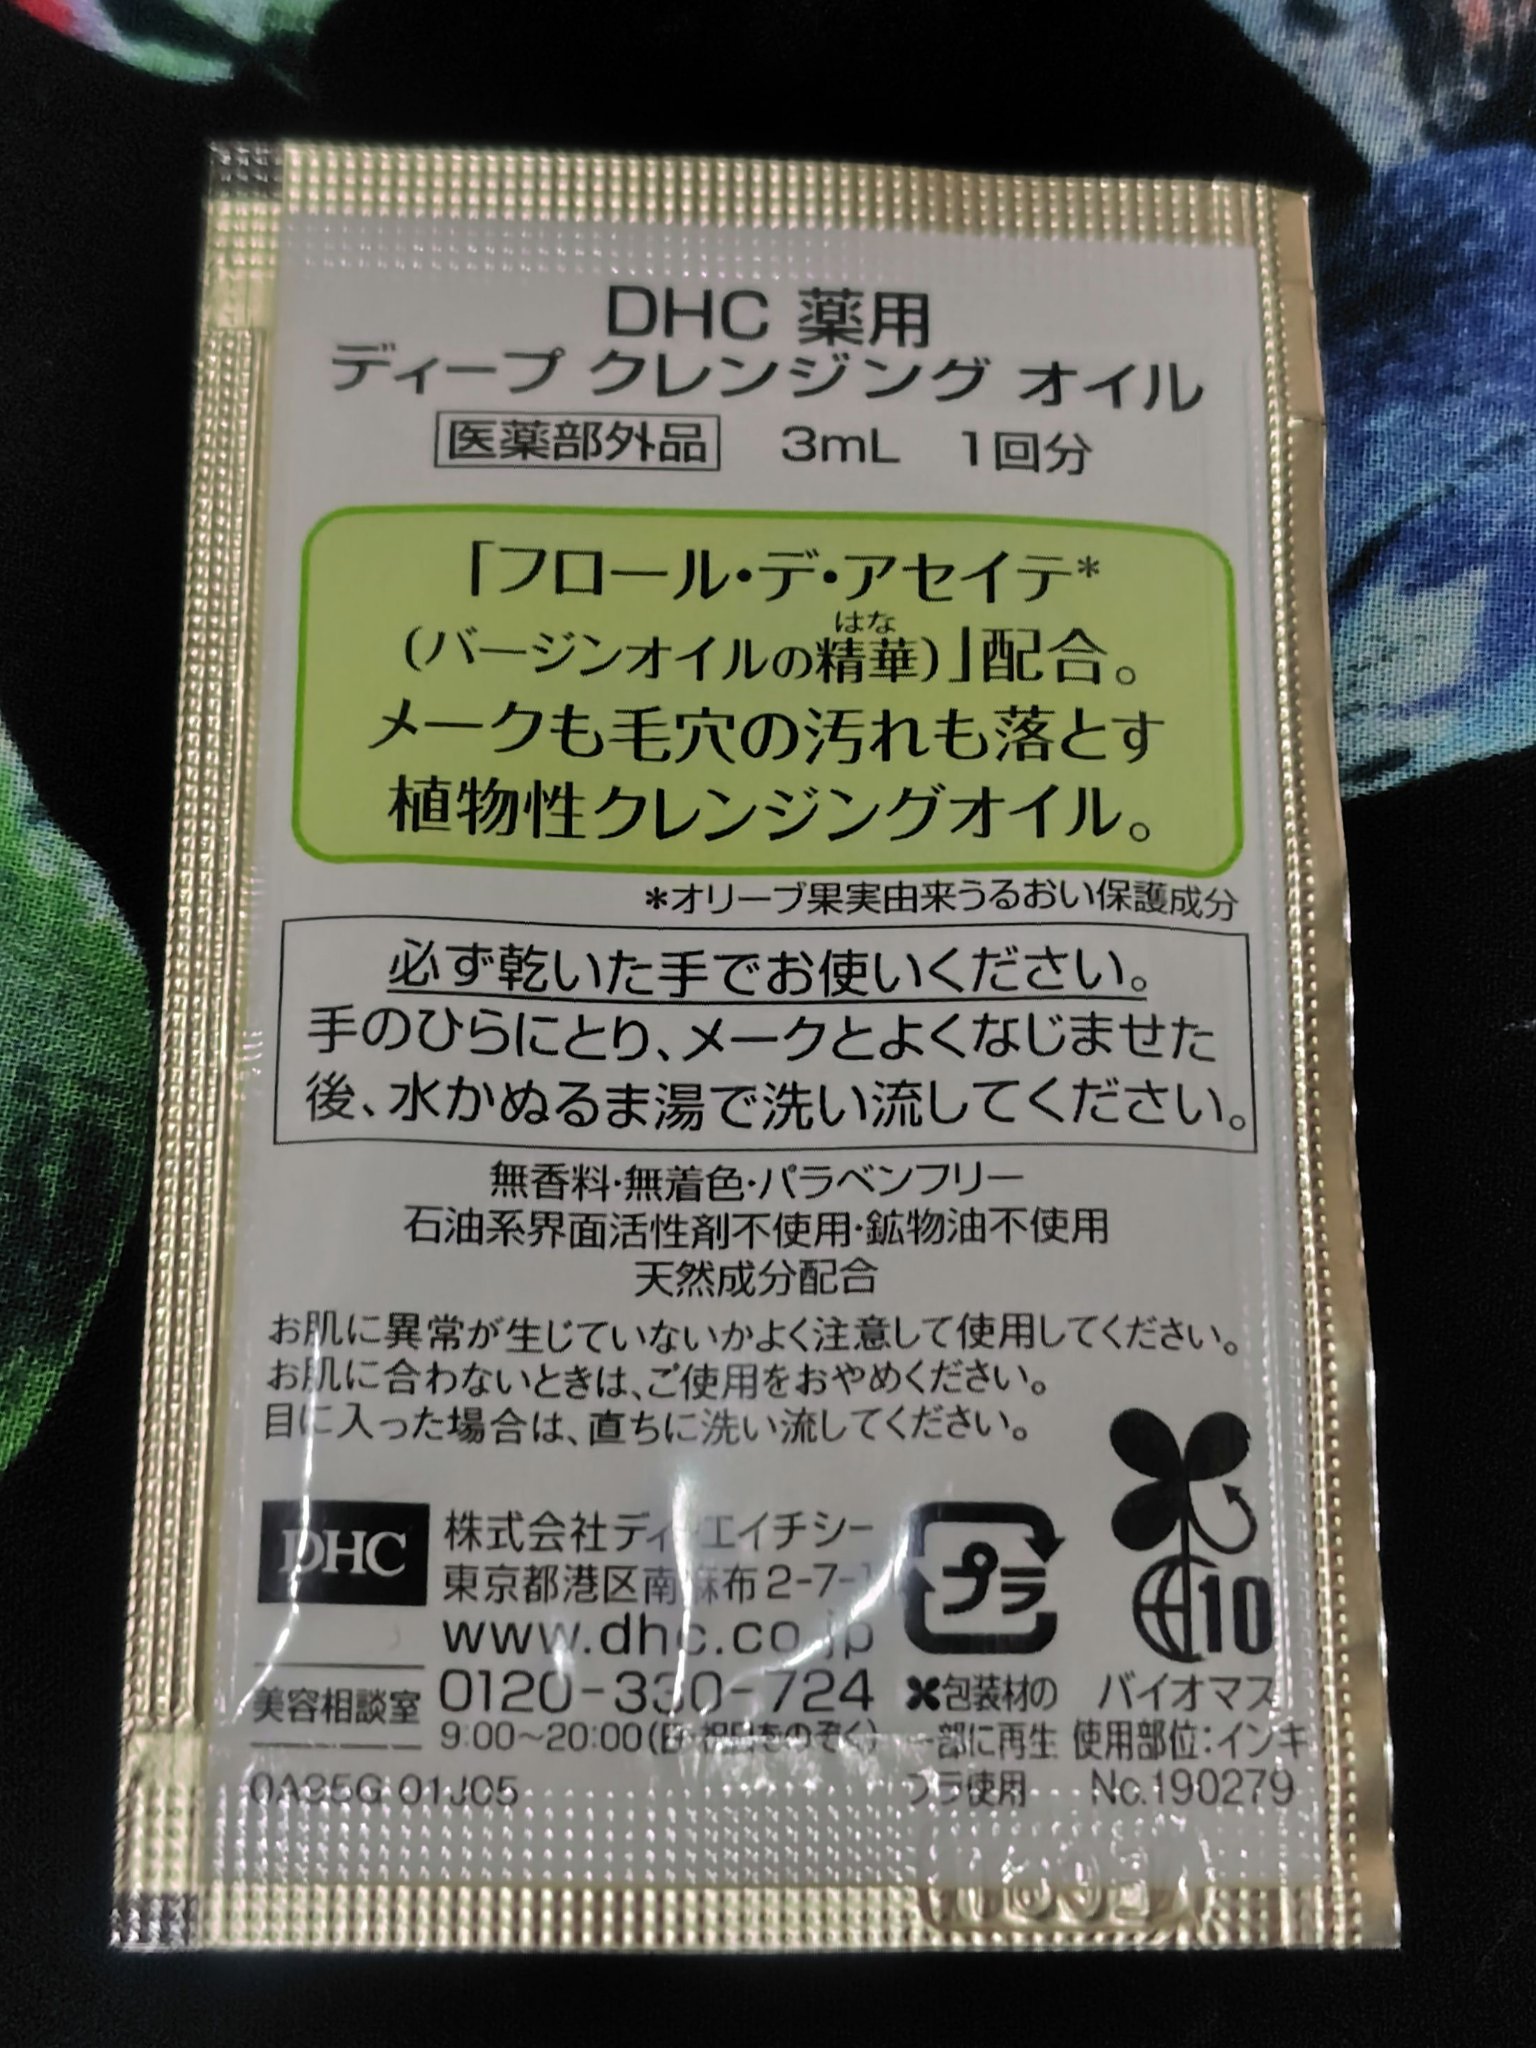 DHC 薬用
ディープ クレンジング オイル
医薬部外品 3mL 1回分
「フロール・デ・アセイテ*
はな
(バージンオイルの精華)」配合。
メークも毛穴の汚れも落とす
植物性クレンジングオイル。
*オリーブ果実由来うるおい保護成分
必ず乾いた手でお使いください。
手のひらにとり、メークとよくなじませた
後、水かぬるま湯で洗い流してください。
無香料・無着色・パラベンフリー
石油系界面活性剤不使用・鉱物油不使用
天然成分配合
お肌に異常が生じていないかよく注意して使用してください。
お肌に合わないときは、ご使用をおやめください。
目に入った場合は、直ちに洗い流してください。
DHC
株式会社ディーエイチシー
東京都港区南麻布2-7-1
www.dhc.co.jp
美容相談室
0120-330-724
9:00~20:00(日・祝日をのぞく)
プラ
包装材の
一部に再生
プラ使用
10
バイオマス
使用部位:インキ
No.190279